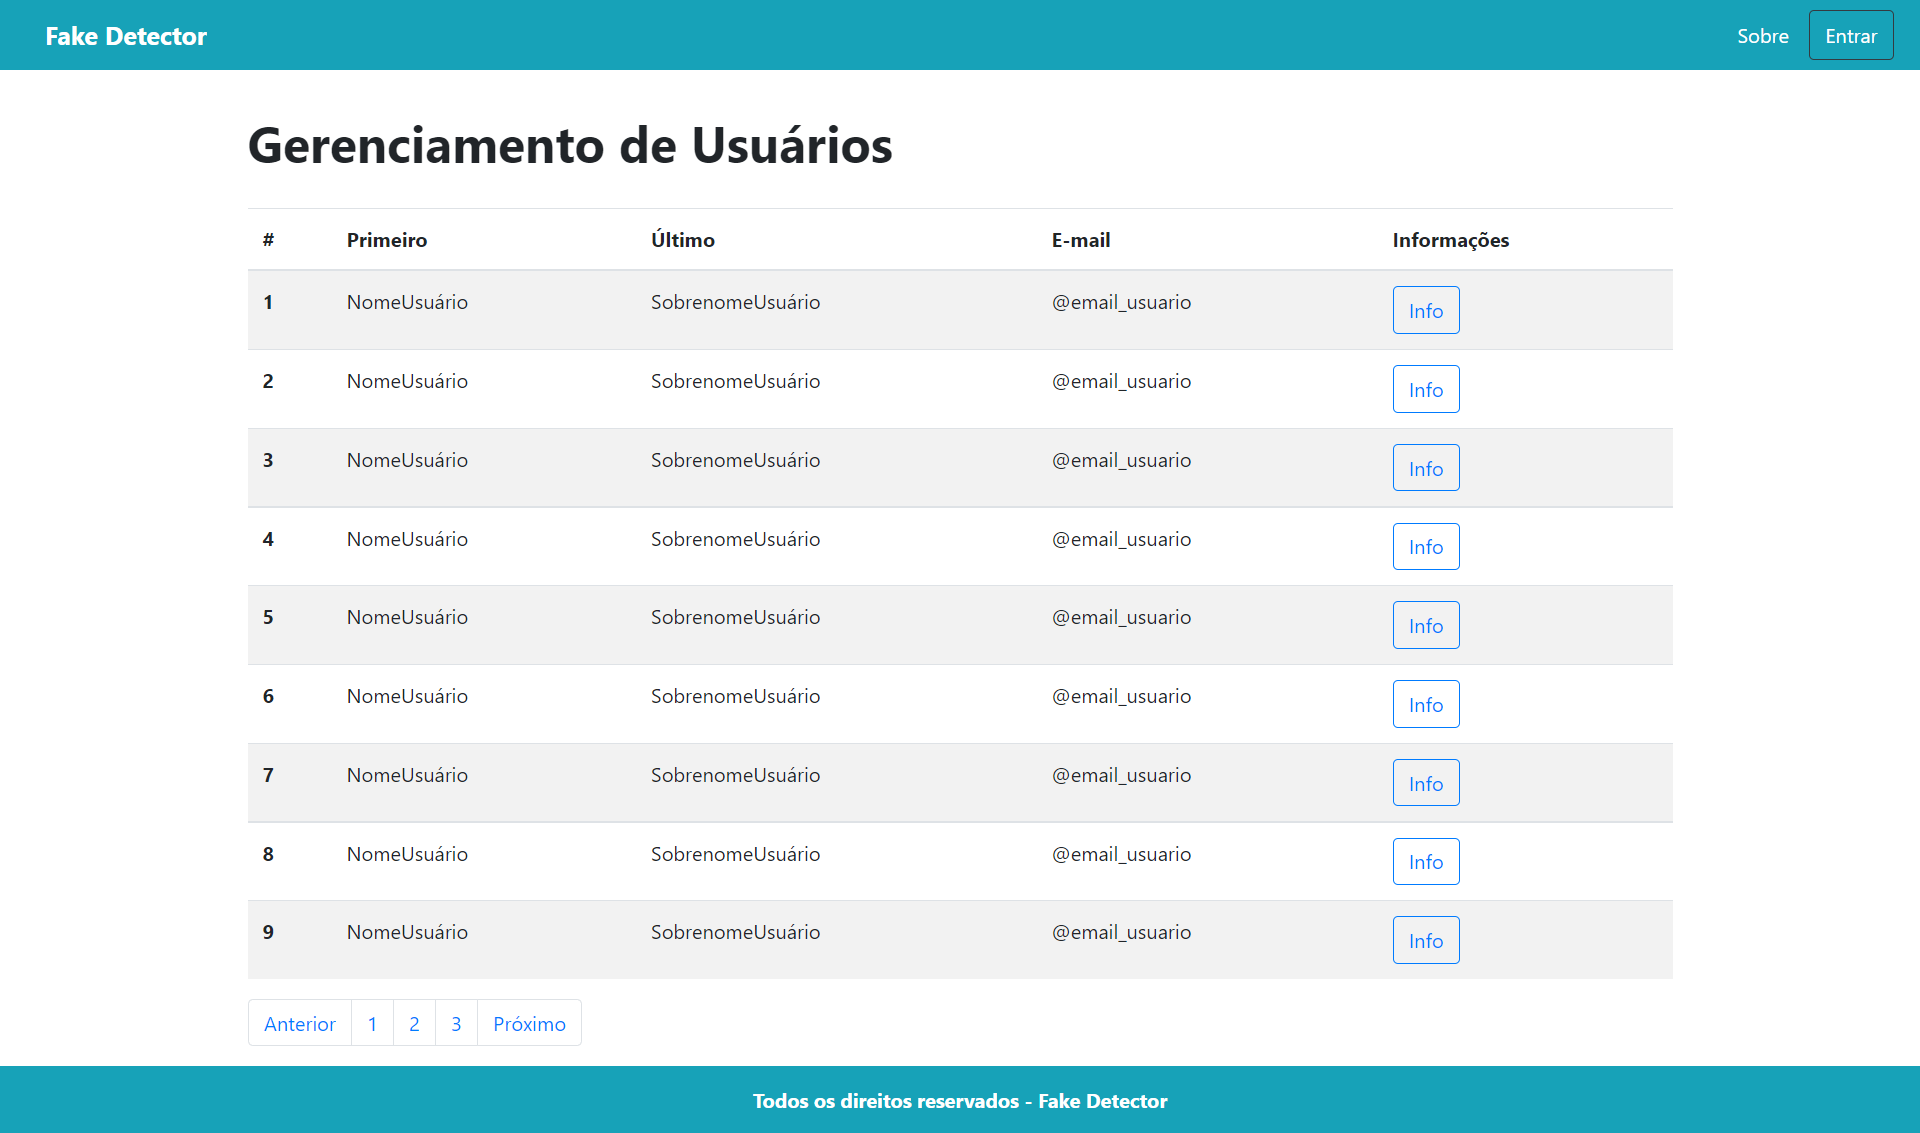 Fake Detector Sobre Entrar
Gerenciamento de Usuários
# Primeiro Último E-mail Informações
1 NomeUsuário SobrenomeUsuário @email_usuario Info
2 NomeUsuário SobrenomeUsuário @email_usuario Info
3 NomeUsuário SobrenomeUsuário @email_usuario Info
4 NomeUsuário SobrenomeUsuário @email_usuario Info
5 NomeUsuário SobrenomeUsuário @email_usuario Info
6 NomeUsuário SobrenomeUsuário @email_usuario Info
7 NomeUsuário SobrenomeUsuário @email_usuario Info
8 NomeUsuário SobrenomeUsuário @email_usuario Info
9 NomeUsuário SobrenomeUsuário @email_usuario Info
Anterior 1 2 3 Próximo
Todos os direitos reservados - Fake Detector